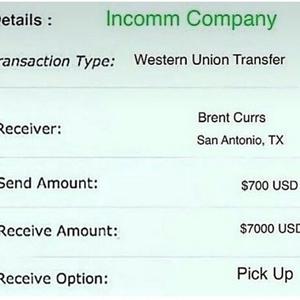 etails : Incomm Company
ransaction Type: Western Union Transfer
Receiver: Brent Currs
San Antonio, TX
Send Amount: $700 USD
Receive Amount: $7000 USD
Receive Option: Pick Up